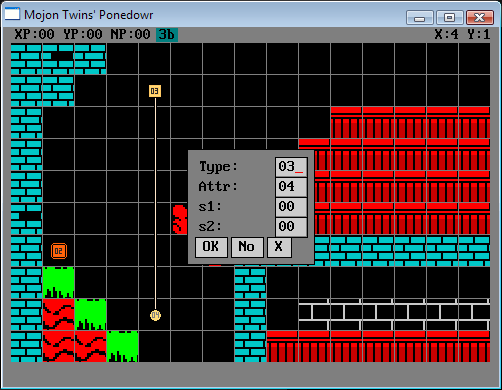 Mojon Twins' Ponedowr
XP:00 YP:00 NP:00 3b X:4 Y:1
03
Type: 03_
Attr: 04
s1: 00
s2: 00
OK No X
02
04